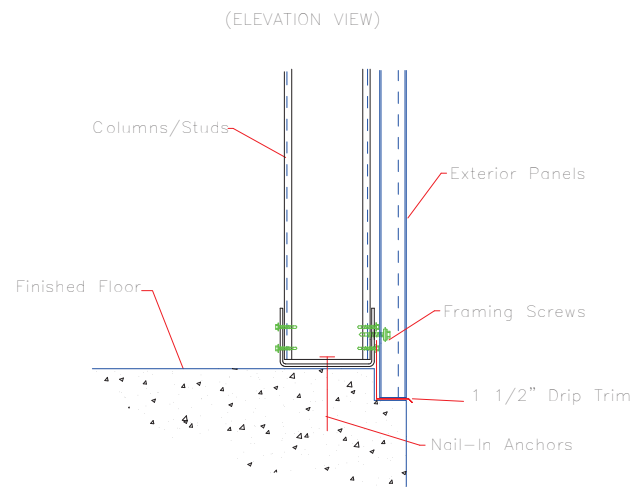 (ELEVATION VIEW)
Columns/Studs
Exterior Panels
Finished Floor
Framing Screws
1 1/2" Drip Trim
Nail-In Anchors